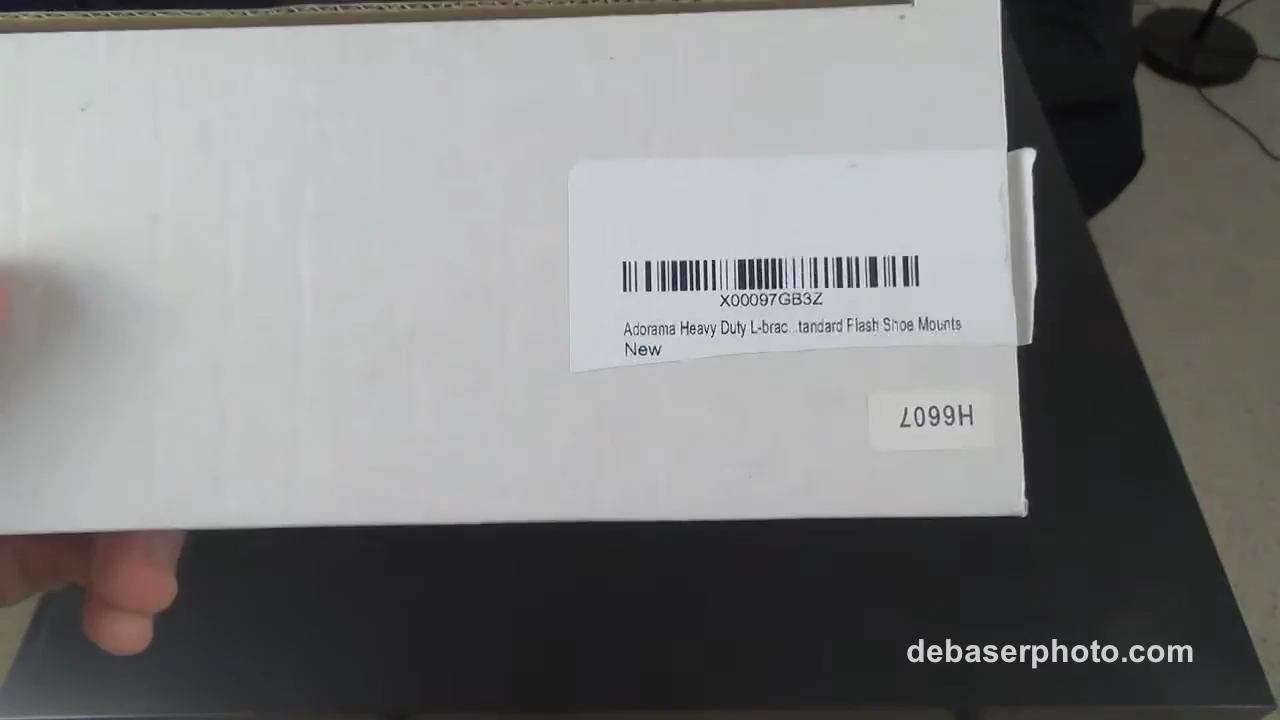 X00097GB3Z
Adorama Heavy Duty L-brac...tandard Flash Shoe Mounts
New
H6607
debaserphoto.com